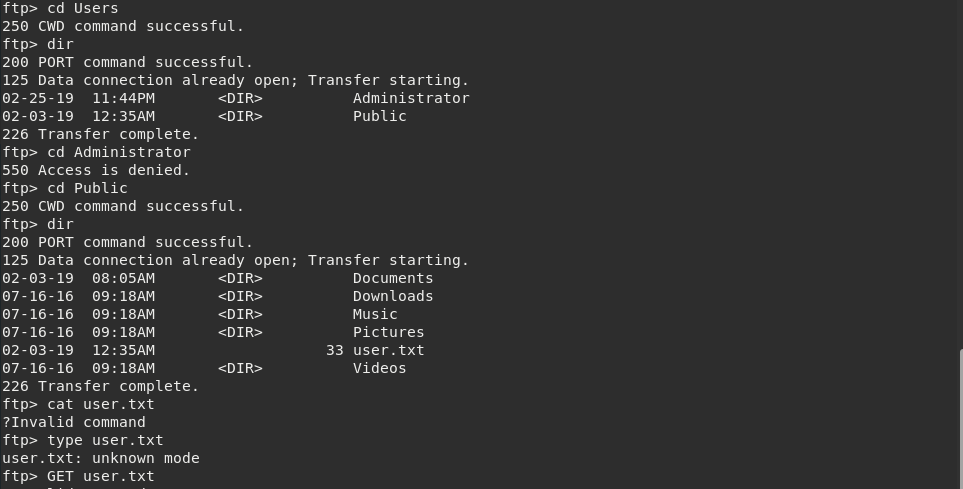 ftp> cd Users
250 CWD command successful.
ftp> dir
200 PORT command successful.
125 Data connection already open; Transfer starting.
02-25-19  11:44PM       <DIR>          Administrator
02-03-19  12:35AM       <DIR>          Public
226 Transfer complete.
ftp> cd Administrator
550 Access is denied.
ftp> cd Public
250 CWD command successful.
ftp> dir
200 PORT command successful.
125 Data connection already open; Transfer starting.
02-03-19  08:05AM       <DIR>          Documents
07-16-16  09:18AM       <DIR>          Downloads
07-16-16  09:18AM       <DIR>          Music
07-16-16  09:18AM       <DIR>          Pictures
02-03-19  12:35AM                   33 user.txt
07-16-16  09:18AM       <DIR>          Videos
226 Transfer complete.
ftp> cat user.txt
?Invalid command
ftp> type user.txt
user.txt: unknown mode
ftp> GET user.txt